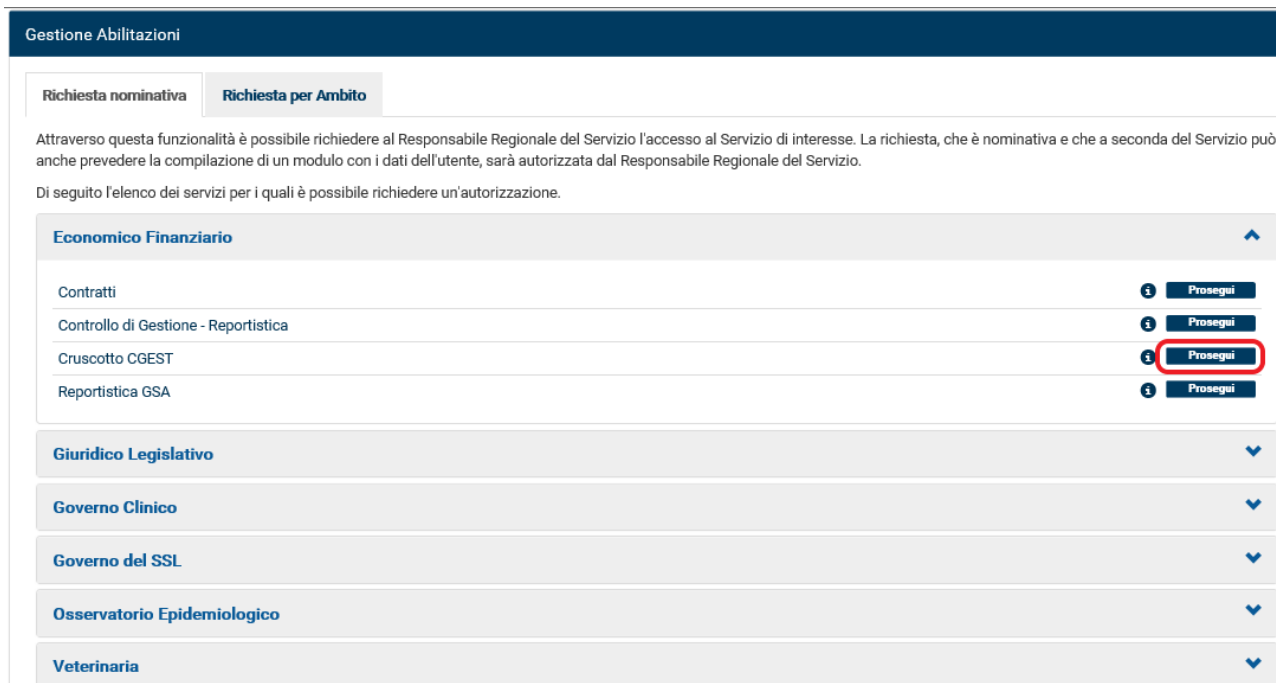 Gestione Abilitazioni
Richiesta nominativa Richiesta per Ambito
Attraverso questa funzionalità è possibile richiedere al Responsabile Regionale del Servizio l'accesso al Servizio di interesse. La richiesta, che è nominativa e che a seconda del Servizio può
anche prevedere la compilazione di un modulo con i dati dell'utente, sarà autorizzata dal Responsabile Regionale del Servizio.
Di seguito l'elenco dei servizi per i quali è possibile richiedere un'autorizzazione.
Economico Finanziario
Contratti Prosegui
Controllo di Gestione - Reportistica Prosegui
Cruscotto CGEST Prosegui
Reportistica GSA Prosegui
Giuridico Legislativo
Governo Clinico
Governo del SSL
Osservatorio Epidemiologico
Veterinaria